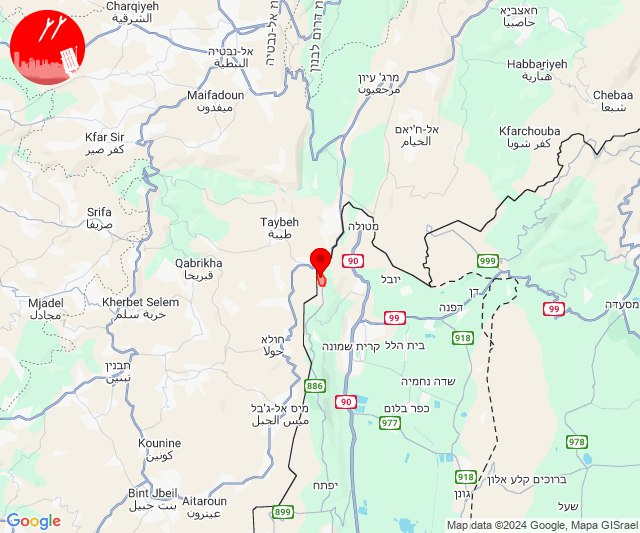 Charqiyeh
الشرقية
אל-נבטיה
النبطية
מרג' עיון
مرجعيون
חאצביא
حاصبيا
Habbariyeh
هبارية
Chebaa
شبعا
Maifadoun
ميفدون
Kfar Sir
كفر صير
אל-ח'יאם
الخيام
Kfarchouba
كفر شوبا
Srifa
صريفا
Taybeh
طيبة
מטולה
Qabrikha
قبريخا
90
999
יובל
דן
דפנה
מסעדה
Mjadel
مجادل
Kherbet Selem
خربة سلم
99
99
חולא
حولا
קרית שמונה
בית הלל
918
תבנין
تبنين
886
שדה נחמיה
מיס אל-ג'בל
ميس الجبل
90
כפר בלום
977
Kounine
كونين
978
918
גונן
ברוכים קלע אלון
Bint Jbeil
بنت جبيل
Aitaroun
عيترون
יפתח
899
שעל
Google
Map data ©2024 Google, Mapa GISrael